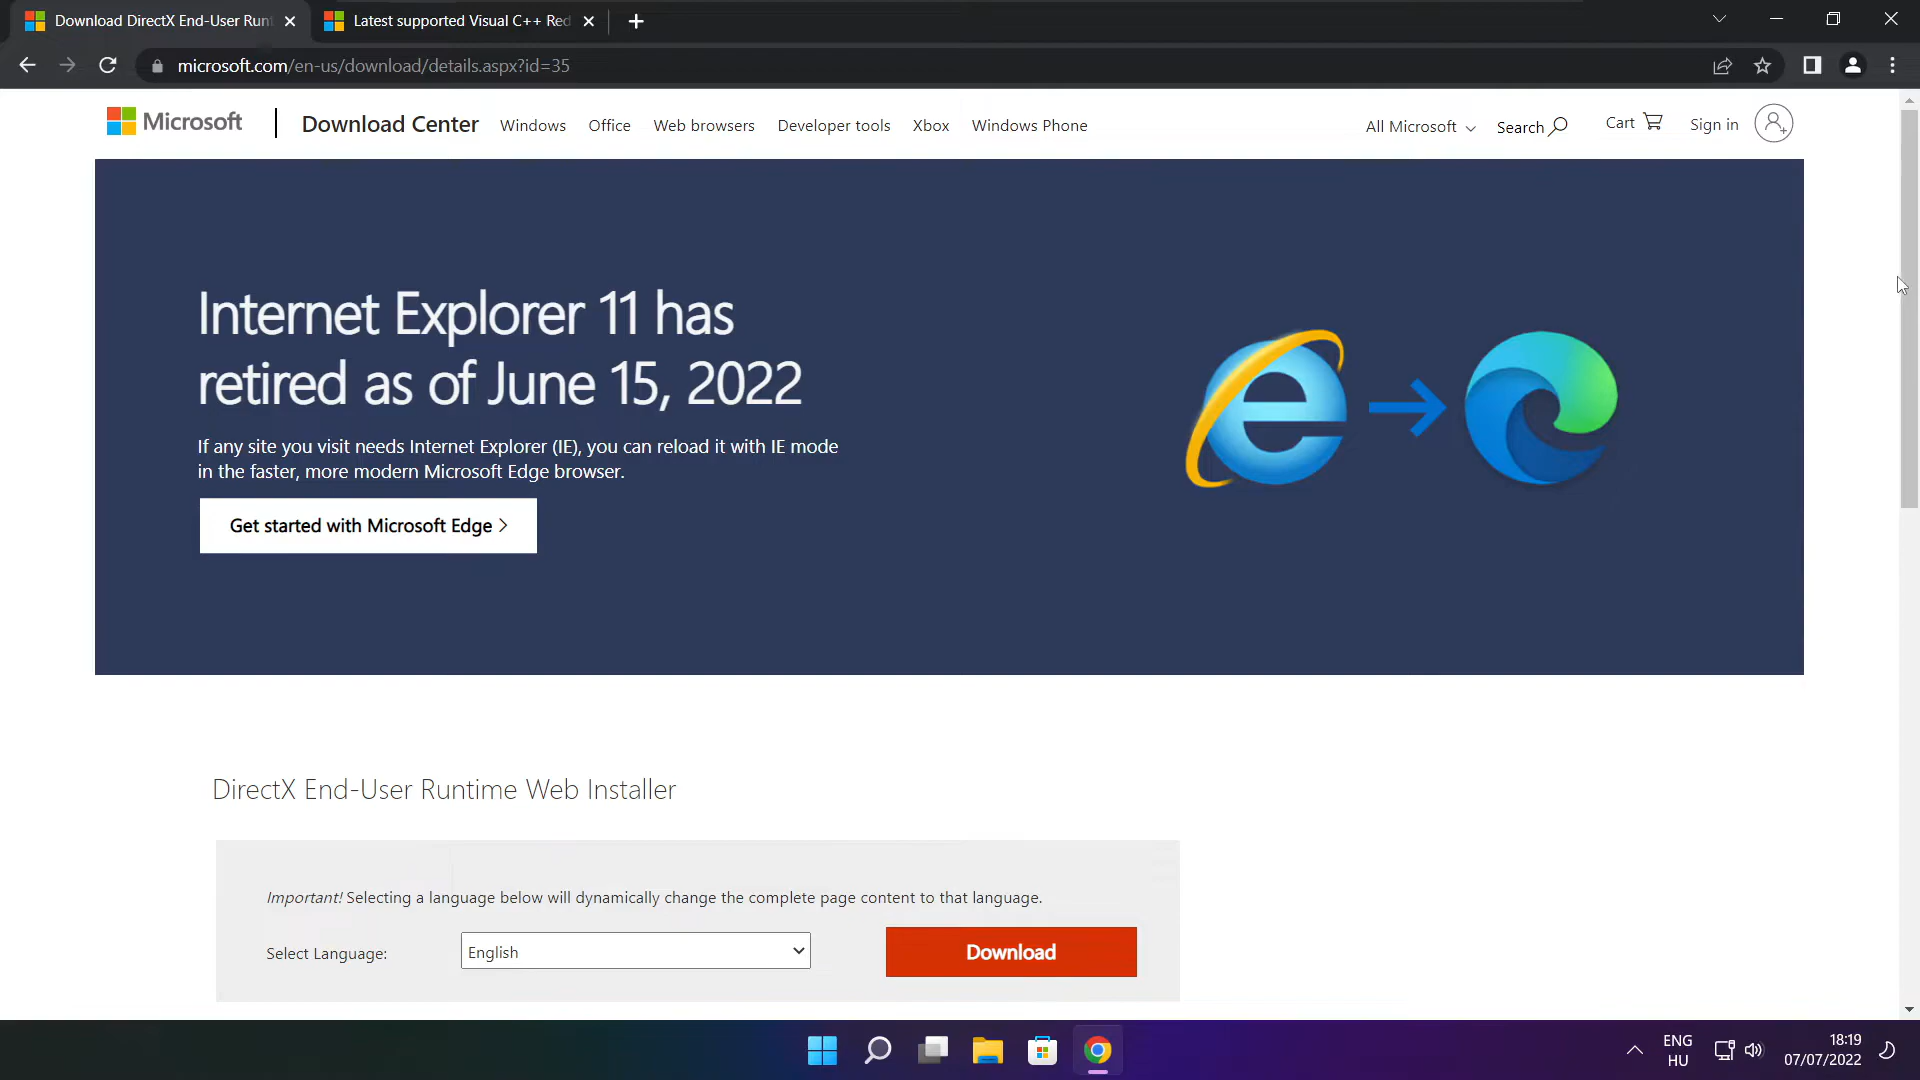 Download DirectX End-User Runt
Latest supported Visual C++ Red
microsoft.com/en-us/download/details.aspx?id=35
Microsoft
Download Center
Windows
Office
Web browsers
Developer tools
Xbox
Windows Phone
All Microsoft
Search
Cart
Sign in
Internet Explorer 11 has
retired as of June 15, 2022
If any site you visit needs Internet Explorer (IE), you can reload it with IE mode
in the faster, more modern Microsoft Edge browser.
Get started with Microsoft Edge >
DirectX End-User Runtime Web Installer
Important! Selecting a language below will dynamically change the complete page content to that language.
Select Language:
English
Download
ENG
HU
18:19
07/07/2022